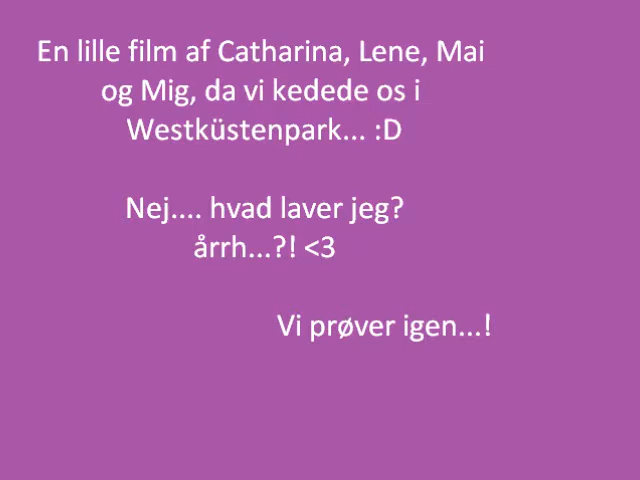 En lille film af Catharina, Lene, Mai
og Mig, da vi kedede os i
Westküstenpark... :D
Nej.... hvad laver jeg?
årrh...?! <3
Vi prøver igen...!